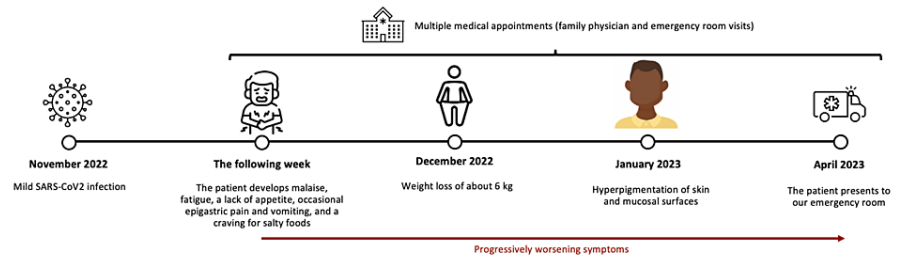 Multiple medical appointments (family physician and emergency room visits)
November 2022
Mild SARS-CoV2 infection
The following week
The patient develops malaise,
fatigue, a lack of appetite, occasional
epigastric pain and vomiting, and a
craving for salty foods
December 2022
Weight loss of about 6 kg
January 2023
Hyperpigmentation of skin
and mucosal surfaces
April 2023
The patient presents to
our emergency room
Progressively worsening symptoms